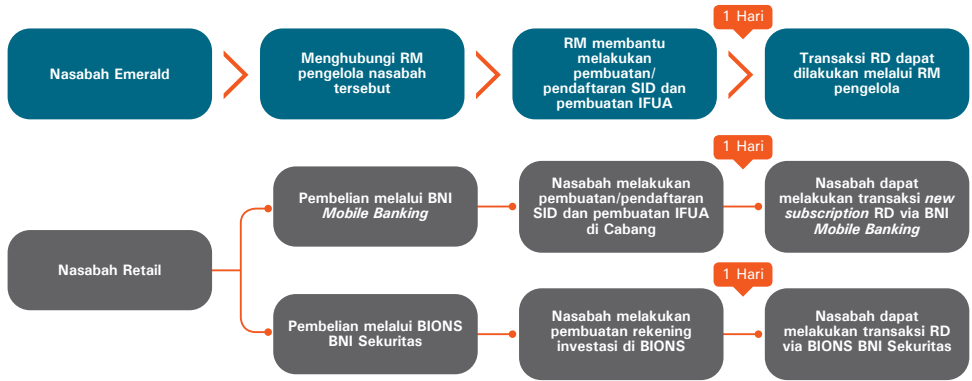 1 Hari
Nasabah Emerald
Menghubungi RM
pengelola nasabah
tersebut
RM membantu
melakukan
pembuatan/
pendaftaran SID dan
pembuatan IFUA
Transaksi RD dapat
dilakukan melalui RM
pengelola
1 Hari
Nasabah Retail
Pembelian melalui BNI
Mobile Banking
Nasabah melakukan
pembuatan/pendaftaran
SID dan pembuatan IFUA
di Cabang
Nasabah dapat
melakukan transaksi new
subscription RD via BNI
Mobile Banking
1 Hari
Pembelian melalui BIONS
BNI Sekuritas
Nasabah melakukan
pembuatan rekening
investasi di BIONS
Nasabah dapat
melakukan transaksi RD
via BIONS BNI Sekuritas